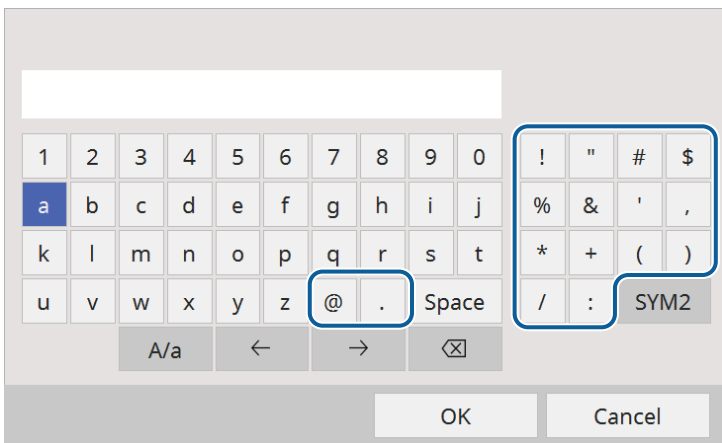 1 2 3 4 5 6 7 8 9 0 ! " # $
a b c d e f g h i j % & ' ,
k l m n o p q r s t * + ( )
u v w x y z @ . Space / : SYM2
A/a ← → ⌫
OK Cancel